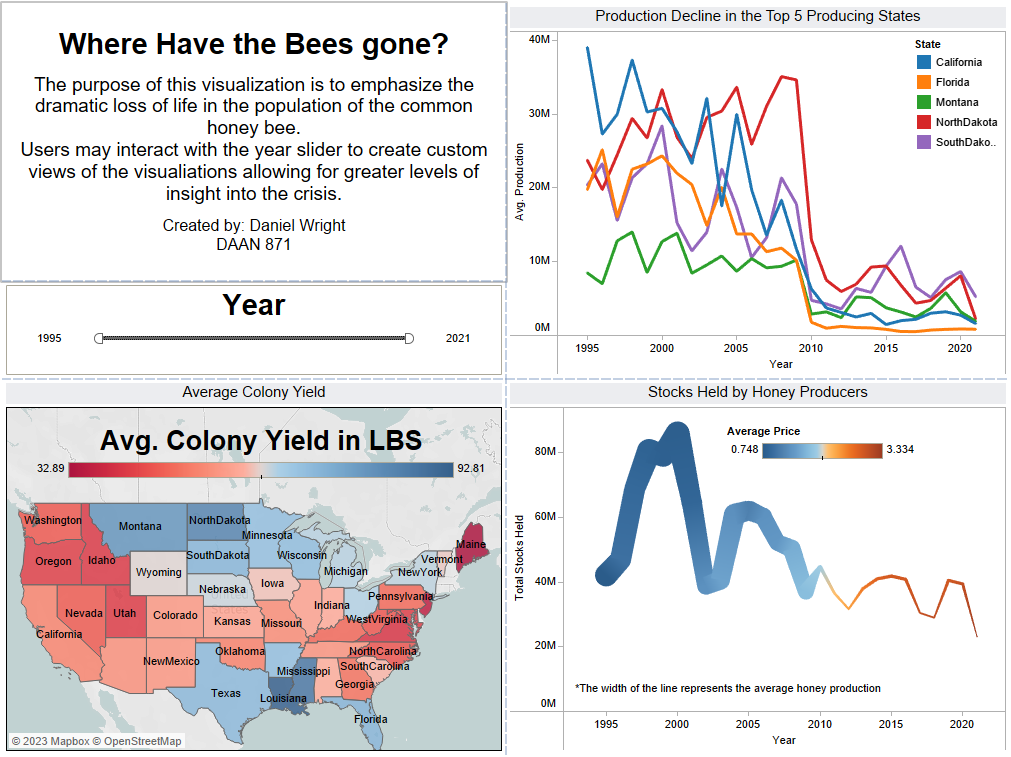 Where Have the Bees gone?
The purpose of this visualization is to emphasize the
dramatic loss of life in the population of the common
honey bee.
Users may interact with the year slider to create custom
views of the visualiations allowing for greater levels of
insight into the crisis.
Created by: Daniel Wright
DAAN 871
Year
1995
2021
Production Decline in the Top 5 Producing States
State
California
Florida
Montana
NorthDakota
SouthDako..
40M
30M
20M
10M
0M
Avg. Production
1995
2000
2005
2010
2015
2020
Year
Average Colony Yield
Avg. Colony Yield in LBS
32.89
92.81
Washington
Montana
NorthDakota
Minnesota
Maine
Oregon
Idaho
SouthDakota
Wisconsin
Vermont
Wyoming
Michigan
NewYork
Nebraska
Iowa
Pennsylvania
Nevada
Utah
Colorado
Kansas
Missouri
Indiana
WestVirginia
California
NewMexico
Oklahoma
NorthCarolina
SouthCarolina
Texas
Mississippi
Georgia
Louisiana
Florida
© 2023 Mapbox © OpenStreetMap
Stocks Held by Honey Producers
Average Price
0.748
3.334
80M
60M
40M
20M
0M
Total Stocks Held
*The width of the line represents the average honey production
1995
2000
2005
2010
2015
2020
Year